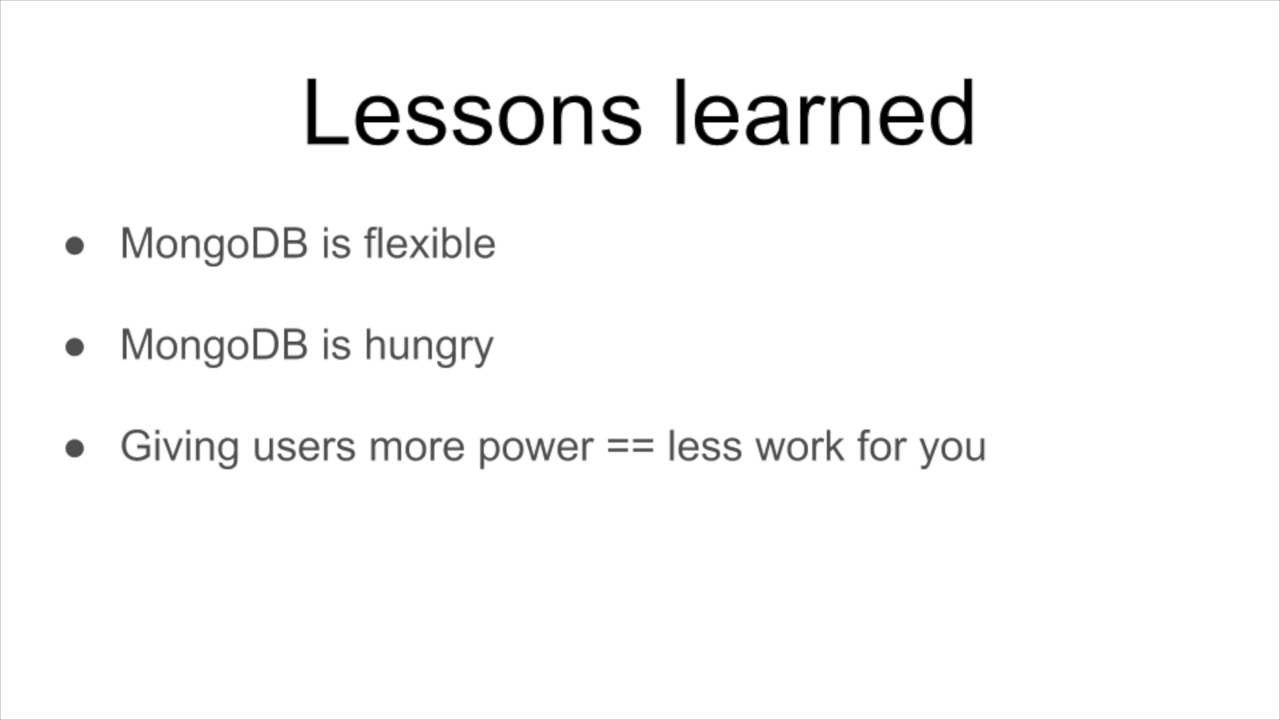 Lessons learned
● MongoDB is flexible
● MongoDB is hungry
● Giving users more power == less work for you